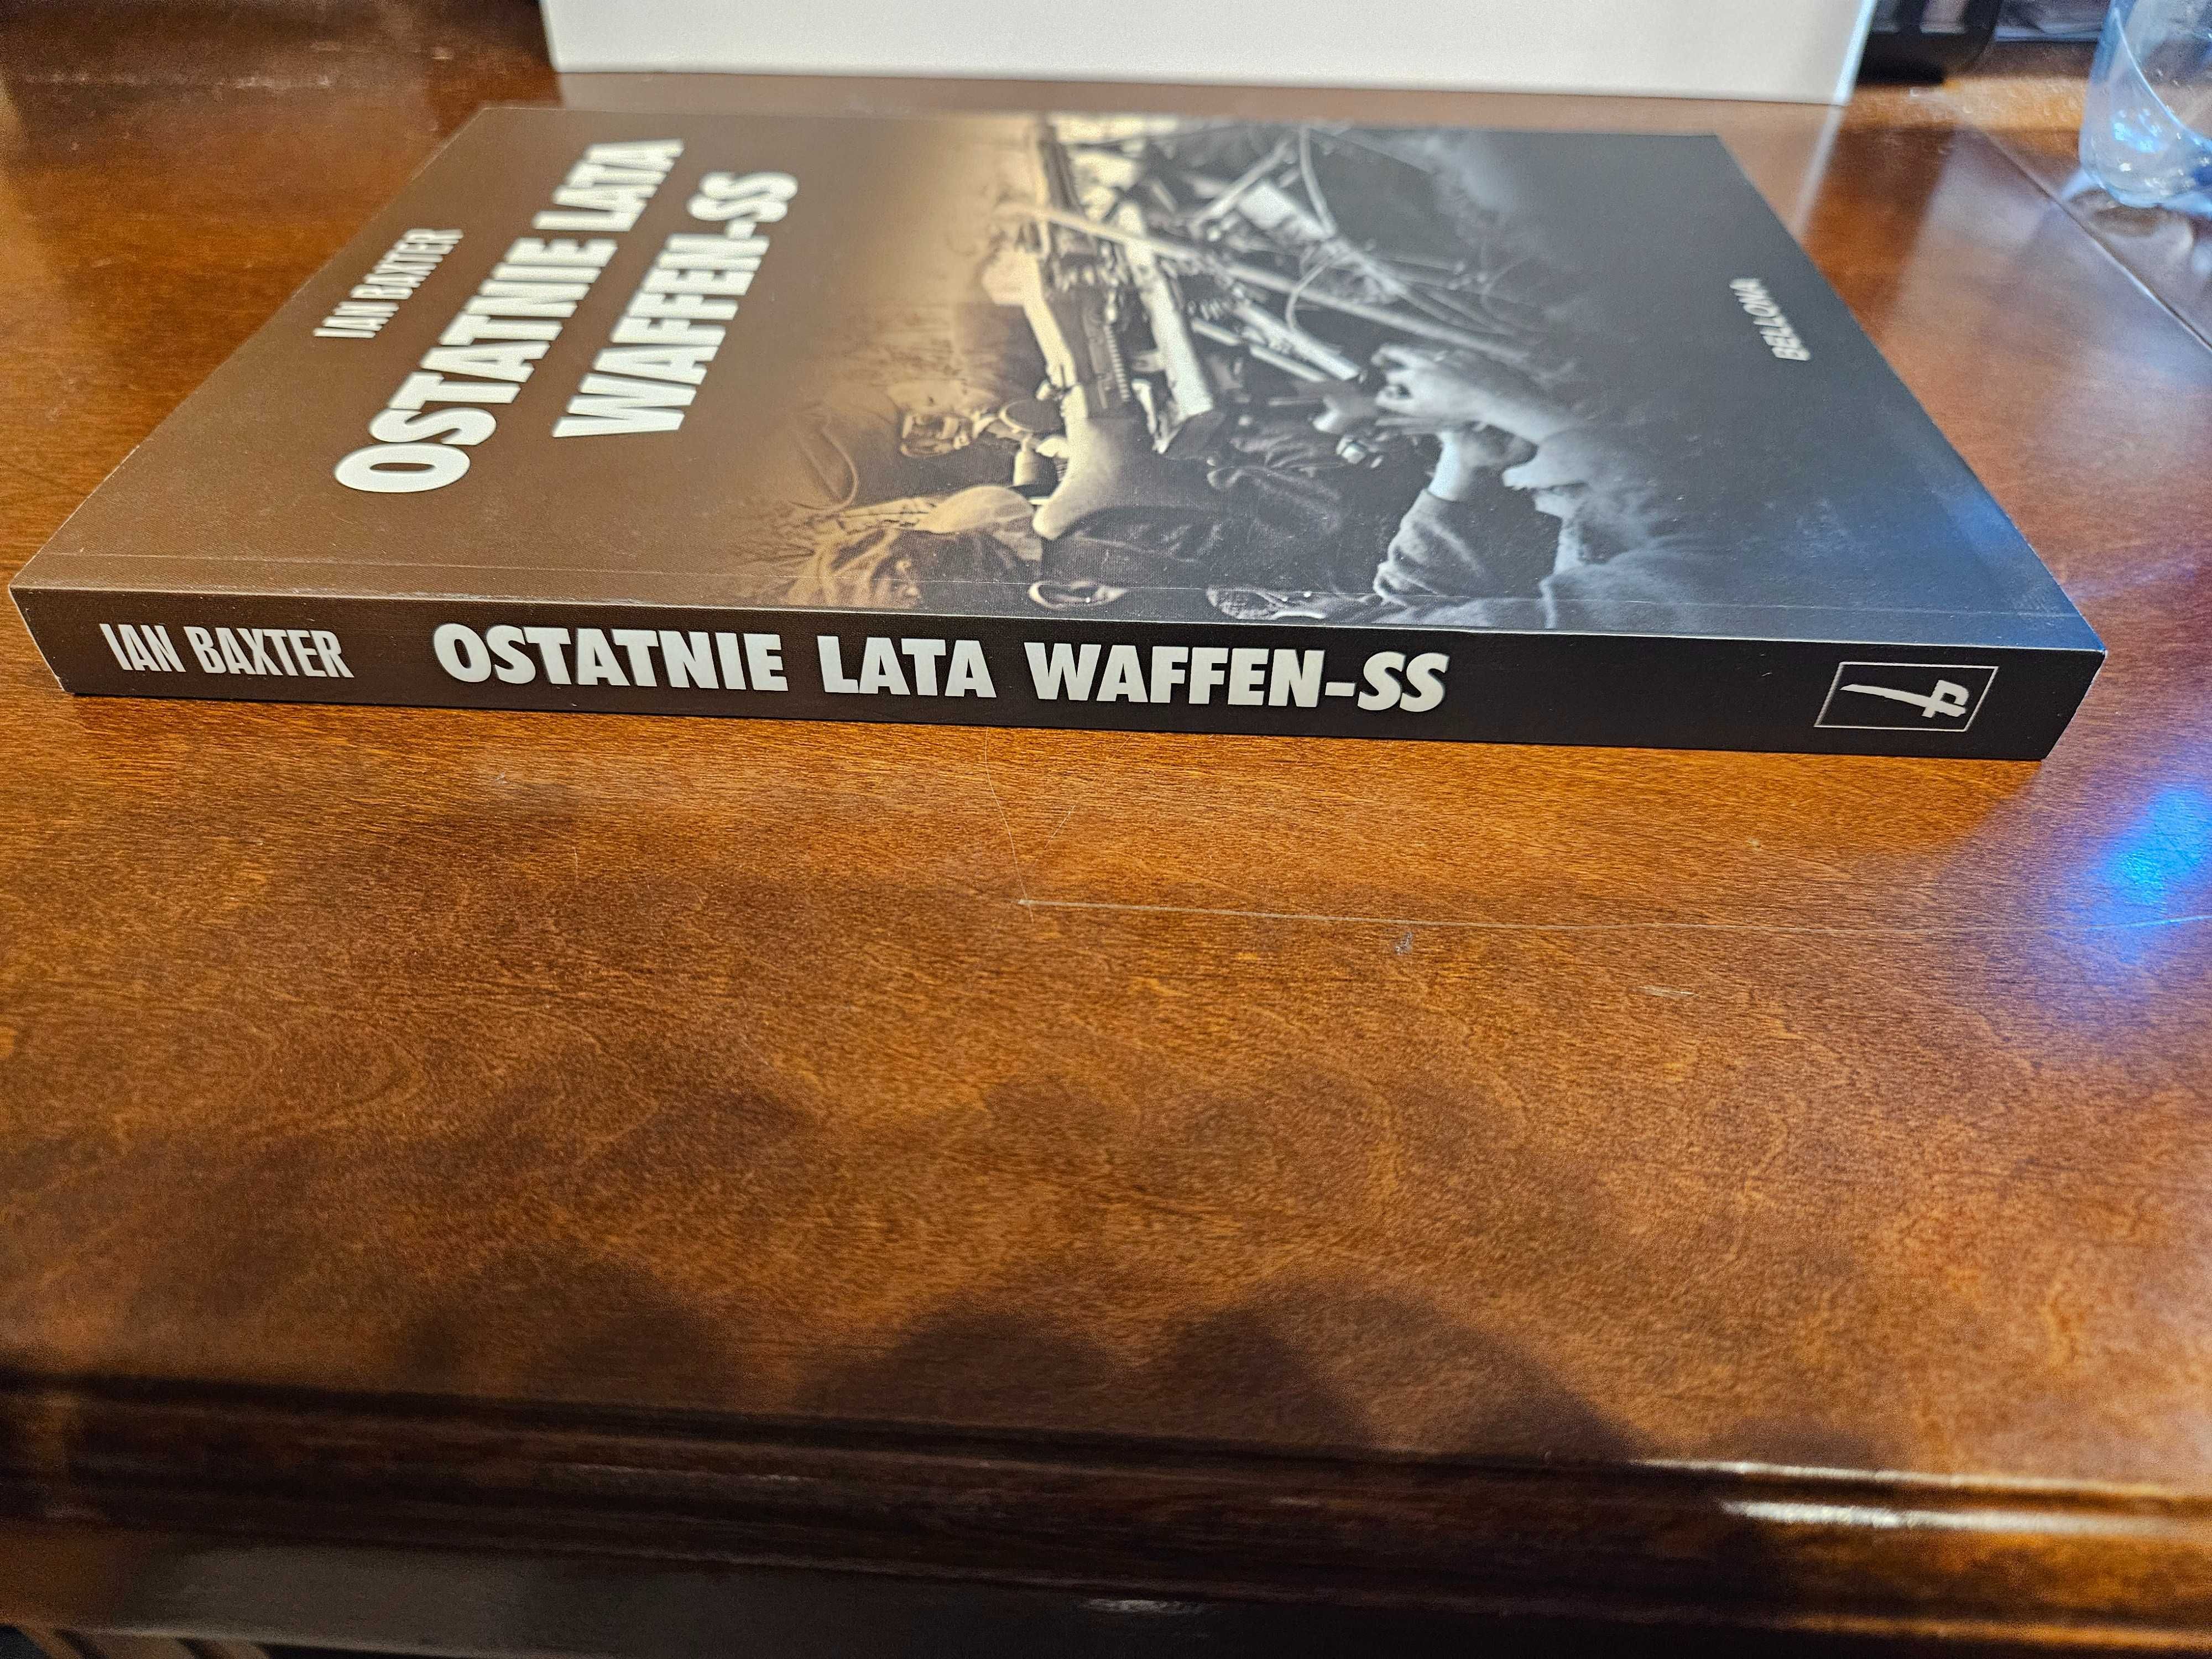 IAN BAXTER
OSTATNIE LATA
WAFFEN-SS
BELLONA
IAN BAXTER OSTATNIE LATA WAFFEN-SS